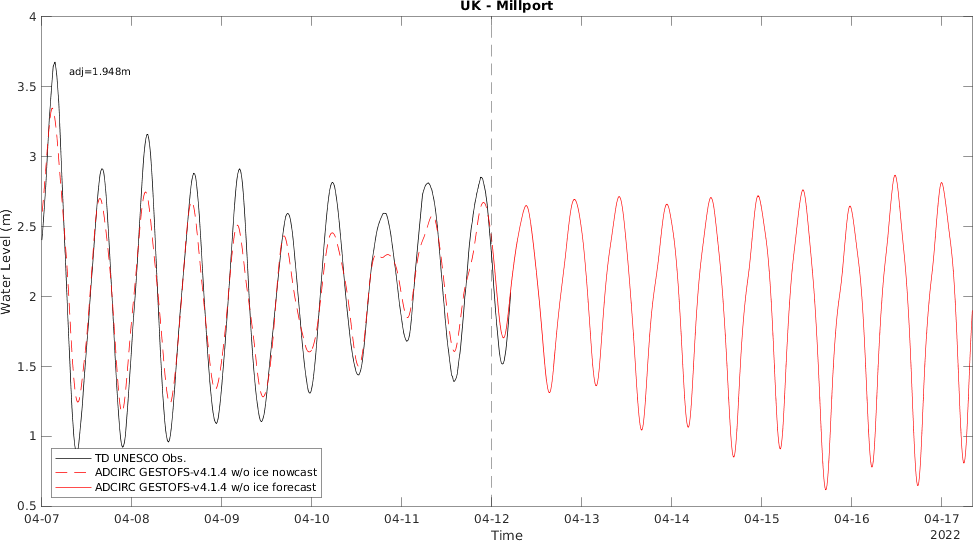 UK - Millport
4
adj=1.948m
3.5
3
2.5
Water Level (m)
2
1.5
1
TD UNESCO Obs.
ADCIRC GESTOFS-v4.1.4 w/o ice nowcast
ADCIRC GESTOFS-v4.1.4 w/o ice forecast
0.5
04-07 04-08 04-09 04-10 04-11 04-12 04-13 04-14 04-15 04-16 04-17
Time
2022